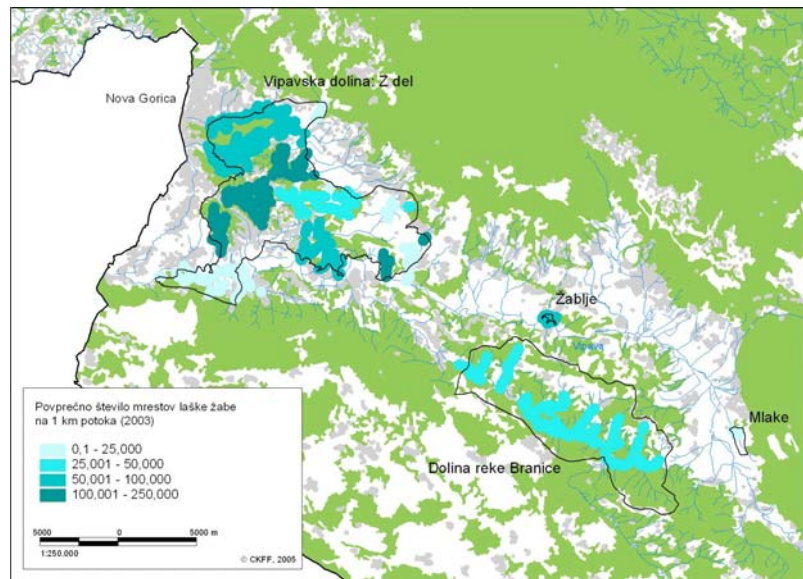 Vipavska dolina: Z del
Nova Gorica
Žablje
Vipava
Mlake
Dolina reke Branice
Povprečno število mrestov laške žabe
na 1 km potoka (2003)
0,1 - 25,000
25,001 - 50,000
50,001 - 100,000
100,001 - 250,000
5000 0 5000 m
1:250.000
© CKFF, 2005